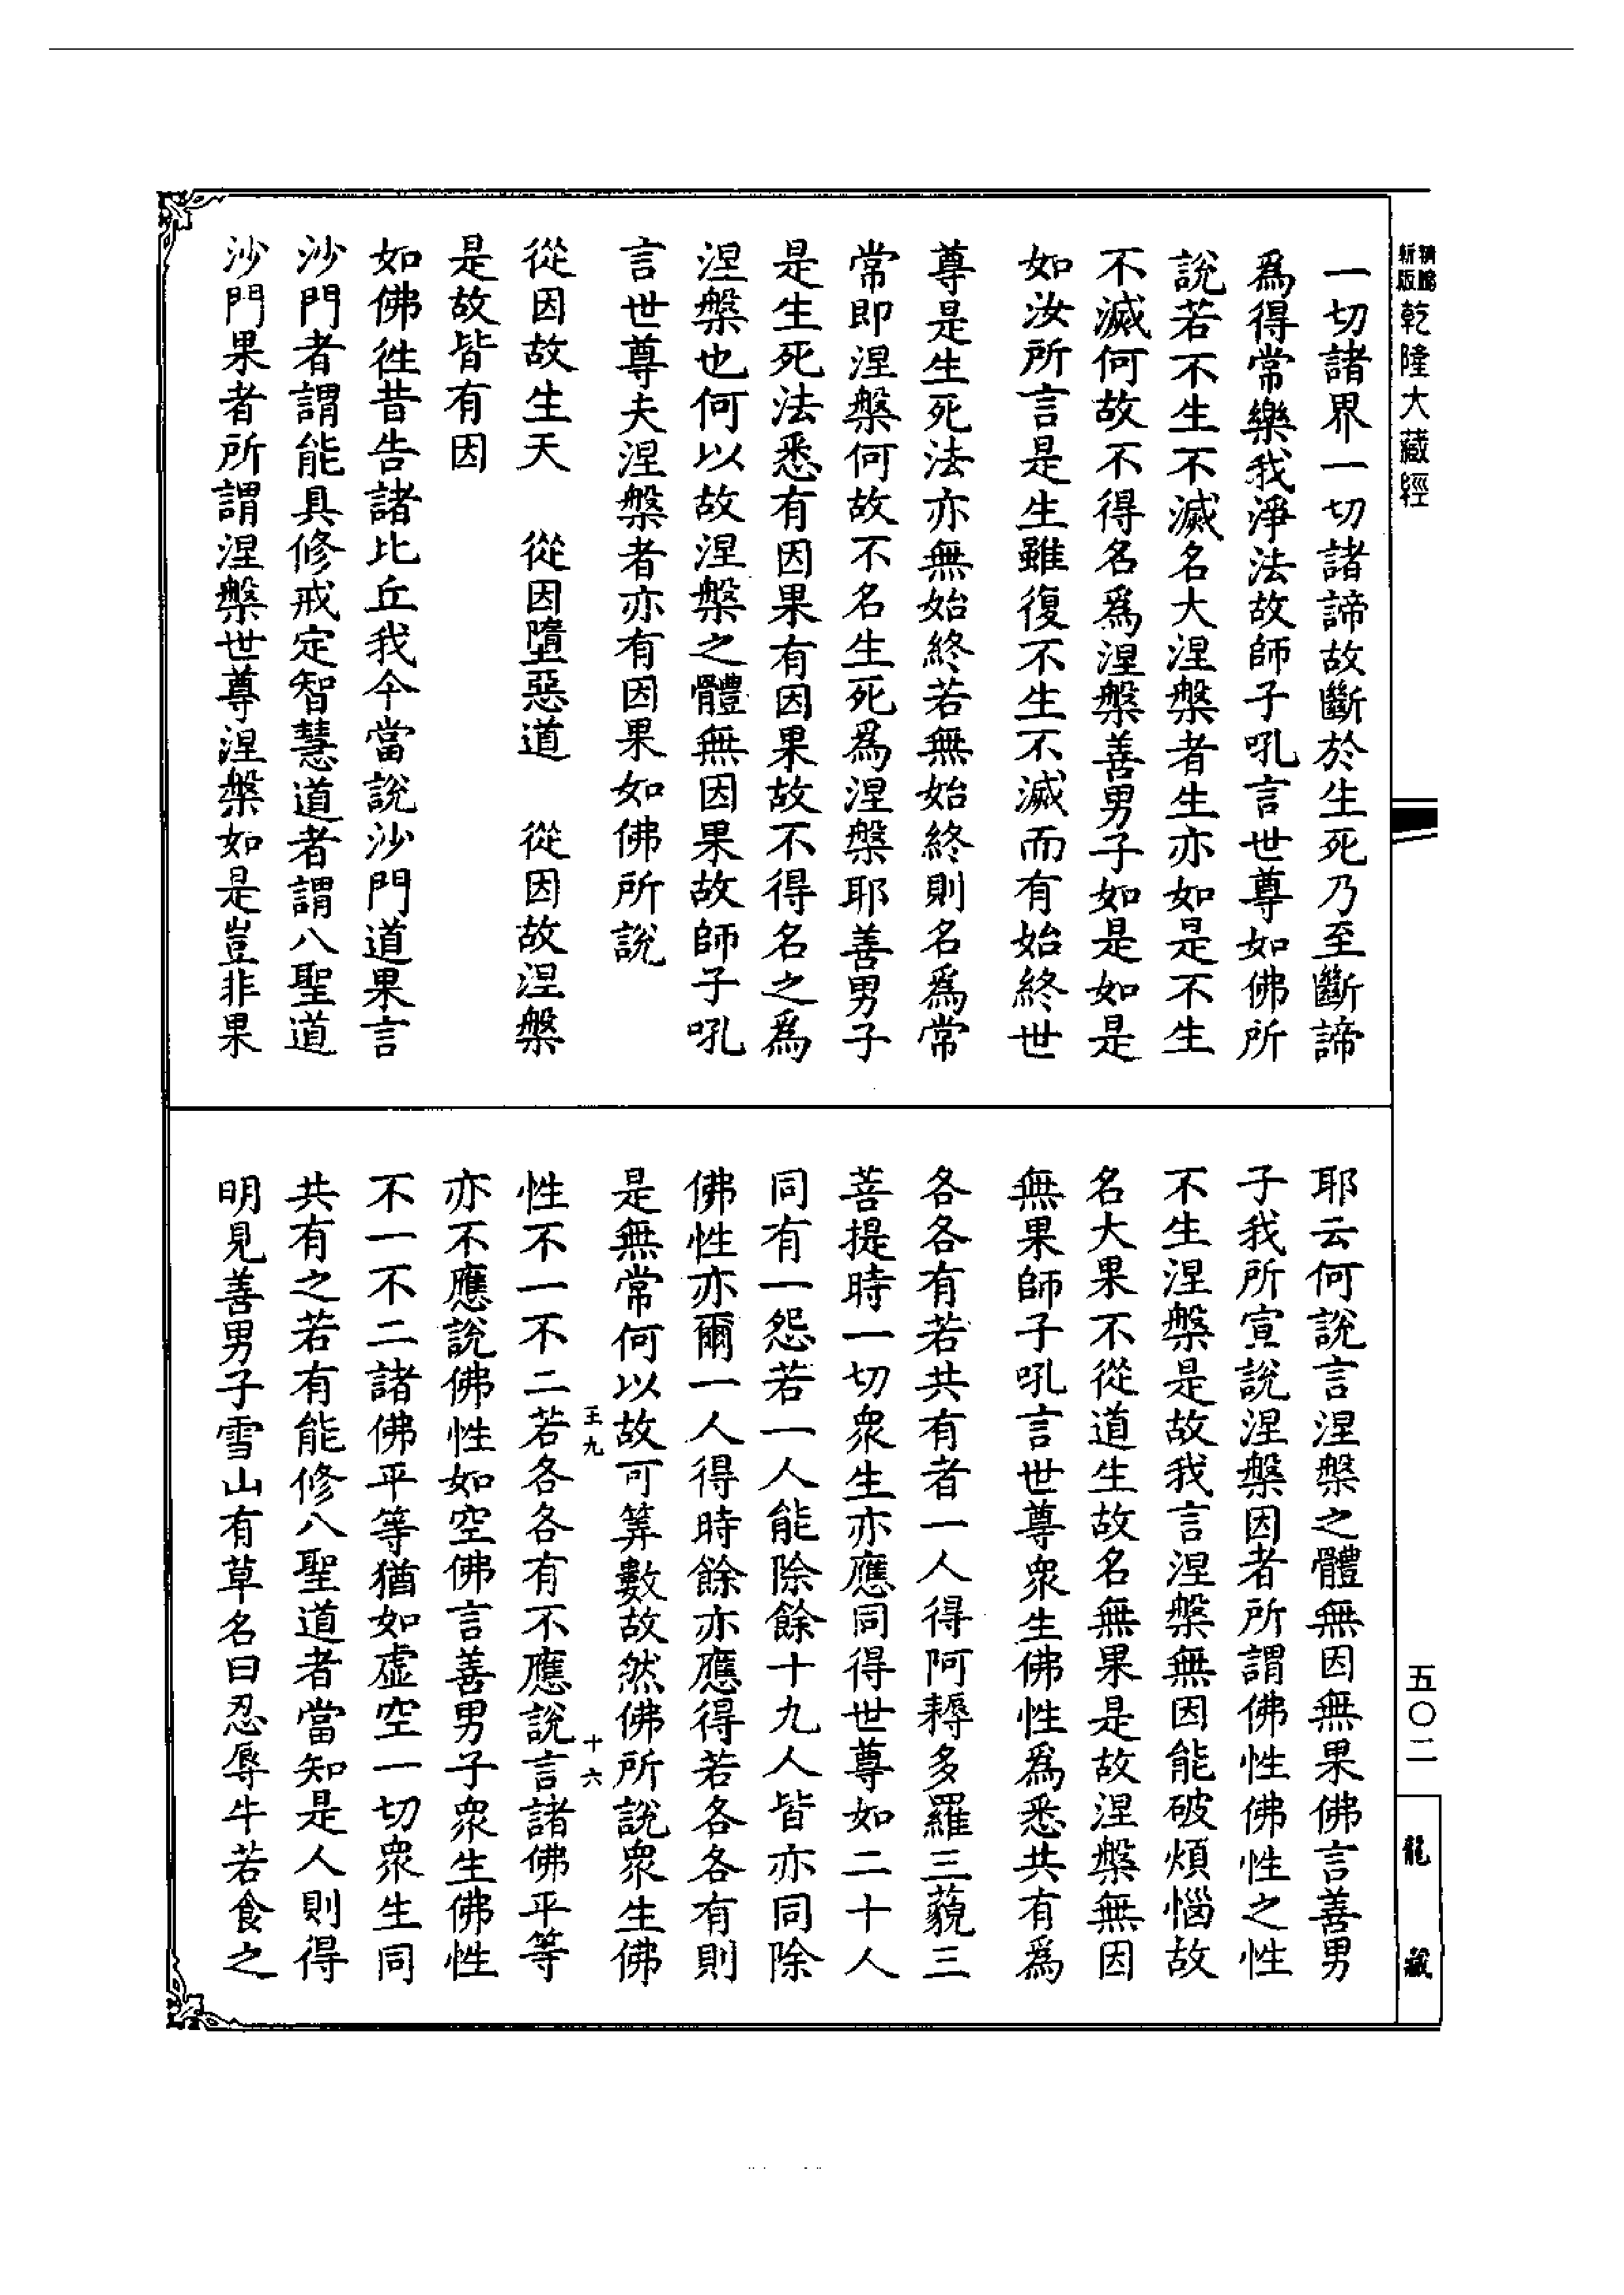 新版
精縮
乾隆大藏經
一切諸界一切諸諦故斷於生死乃至斷諦
爲得常樂我淨法故師子吼言世尊如佛所
說若不生不滅名大涅槃者生亦如是不生
不滅何故不得名爲涅槃善男子如是如是
如汝所言是生雖復不生不滅而有始終世
尊是生死法亦無始終若無始終則名爲常
常即涅槃何故不名生死爲涅槃耶善男子
是生死法悉有因果有因果故不得名之爲
涅槃也何以故涅槃之體無因果故師子吼
言世尊夫涅槃者亦有因果如佛所說
從因故生天 從因墮惡道 從因故涅槃
是故皆有因
如佛徃昔告諸比丘我今當說沙門道果言
沙門者謂能具修戒定智慧道者謂八聖道
沙門果者所謂涅槃世尊涅槃如是豈非果
耶云何說言涅槃之體無因無果佛言善男
子我所宣說涅槃因者所謂佛性佛性之性
不生涅槃是故我言涅槃無因能破煩惱故
名大果不從道生故名無果是故涅槃無因
無果師子吼言世尊衆生佛性爲悉共有爲
各各有若共有者一人得阿耨多羅三藐三
菩提時一切衆生亦應同得世尊如二十人
同有一怨若一人能除餘十九人皆亦同除
佛性亦爾一人得時餘亦應得若各各有則
是無常何以故可筭數故然佛所說衆生佛
王九 十六
性不一不二若各各有不應說言諸佛平等
亦不應說佛性如空佛言善男子衆生佛性
不一不二諸佛平等猶如虛空一切衆生同
共有之若有能修八聖道者當知是人則得
明見善男子雪山有草名曰忍辱牛若食之
五〇二
龍藏